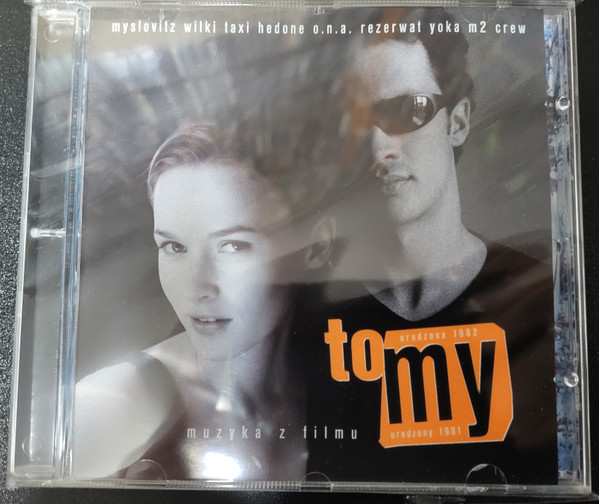 myslovitz wilki taxi hedone o.n.a. rezerwat yoka m2 crew
to
urodzona 1982
my
urodzony 1981
muzyka z filmu